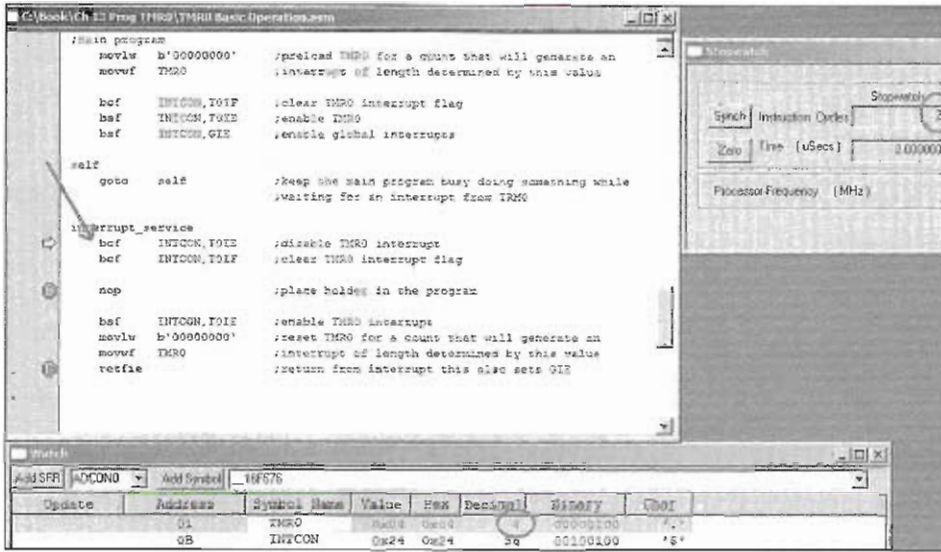 C:\Book\Ch 13 Prog TMR0\TMR0 Basic Operation.asm
;main program
movlw b'00000000' ;preload TMR0 for a count that will generate an
movwf TMR0 ;interrupt of length determined by this value
bcf INTCON,T0IF ;clear TMR0 interrupt flag
bsf INTCON,T0IE ;enable TMR0
bsf INTCON,GIE ;enable global interrupts
self
goto self ;keep the main program busy doing something while
;waiting for an interrupt from TRM0
interrupt_service
bcf INTCON,T0IE ;disable TMR0 interrupt
bcf INTCON,T0IF ;clear TMR0 interrupt flag
nop ;place holder in the program
bsf INTCON,T0IE ;enable TMR0 interrupt
movlw b'00000000' ;reset TMR0 for a count that will generate an
movwf TMR0 ;interrupt of length determined by this value
retfie ;return from interrupt this also sets GIE
Stopwatch
Stopwatch
Synch Instruction Cycles 2
Zero Time (uSecs) 2.000000
Processor Frequency (MHz)
Watch
Add SFR ADCON0 Add Symbol __16F676
Update Address Symbol Name Value Hex Decimal Binary Char
01 TMR0 0x04 0x04 4 00000100 '.'
0B INTCON 0x24 0x24 36 00100100 '$'